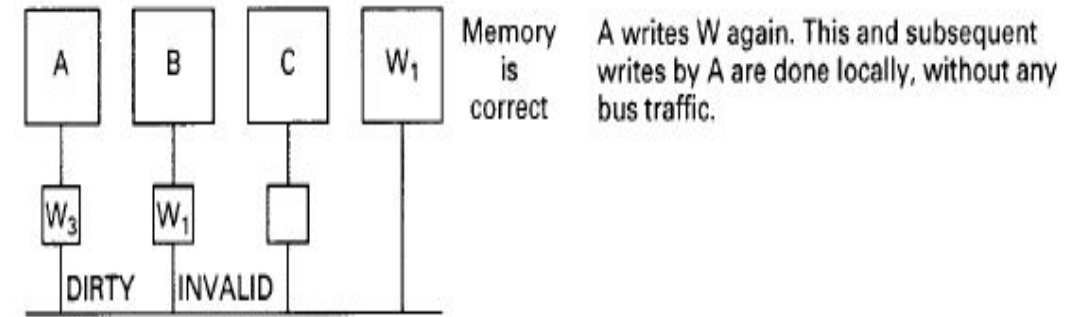 A B C W₁
Memory is correct
A writes W again. This and subsequent
writes by A are done locally, without any
bus traffic.
W₃ W₁
DIRTY INVALID